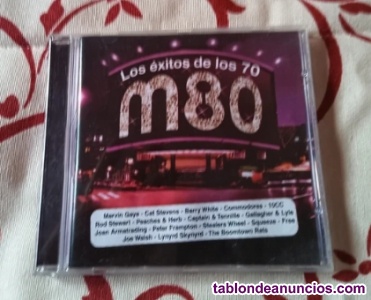 Los éxitos de los 70
m80
Marvin Gaye - Cat Stevens - Barry White - Commodores - 10CC
Rod Stewart - Peaches & Herb - Captain & Tennille - Gallagher & Lyle
Joan Armatrading - Peter Frampton - Stealers Wheel - Squeeze - Free
Joe Walsh - Lynyrd Skynyrd - The Boomtown Rats
tablondeanuncios.com